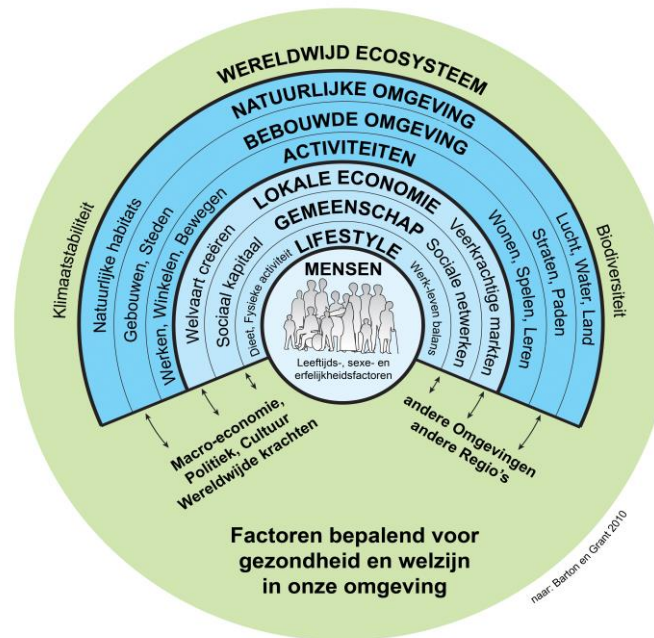 WERELDWIJD ECOSYSTEEM
Klimaatstabiliteit
Biodiversiteit
NATUURLIJKE OMGEVING
Natuurlijke habitats
Lucht, Water, Land
BEBOUWDE OMGEVING
Gebouwen, Steden
Straten, Paden
ACTIVITEITEN
Werken, Winkelen, Bewegen
Wonen, Spelen, Leren
LOKALE ECONOMIE
Welvaart creëren
Veerkrachtige markten
GEMEENSCHAP
Sociaal kapitaal
Sociale netwerken
LIFESTYLE
Dieet, Fysieke activiteit
Werk-leven balans
MENSEN
Leeftijds-, sexe- en
erfelijkheidsfactoren
Macro-economie,
Politiek, Cultuur
Wereldwijde krachten
andere Omgevingen
andere Regio's
Factoren bepalend voor
gezondheid en welzijn
in onze omgeving
naar: Barton en Grant 2010